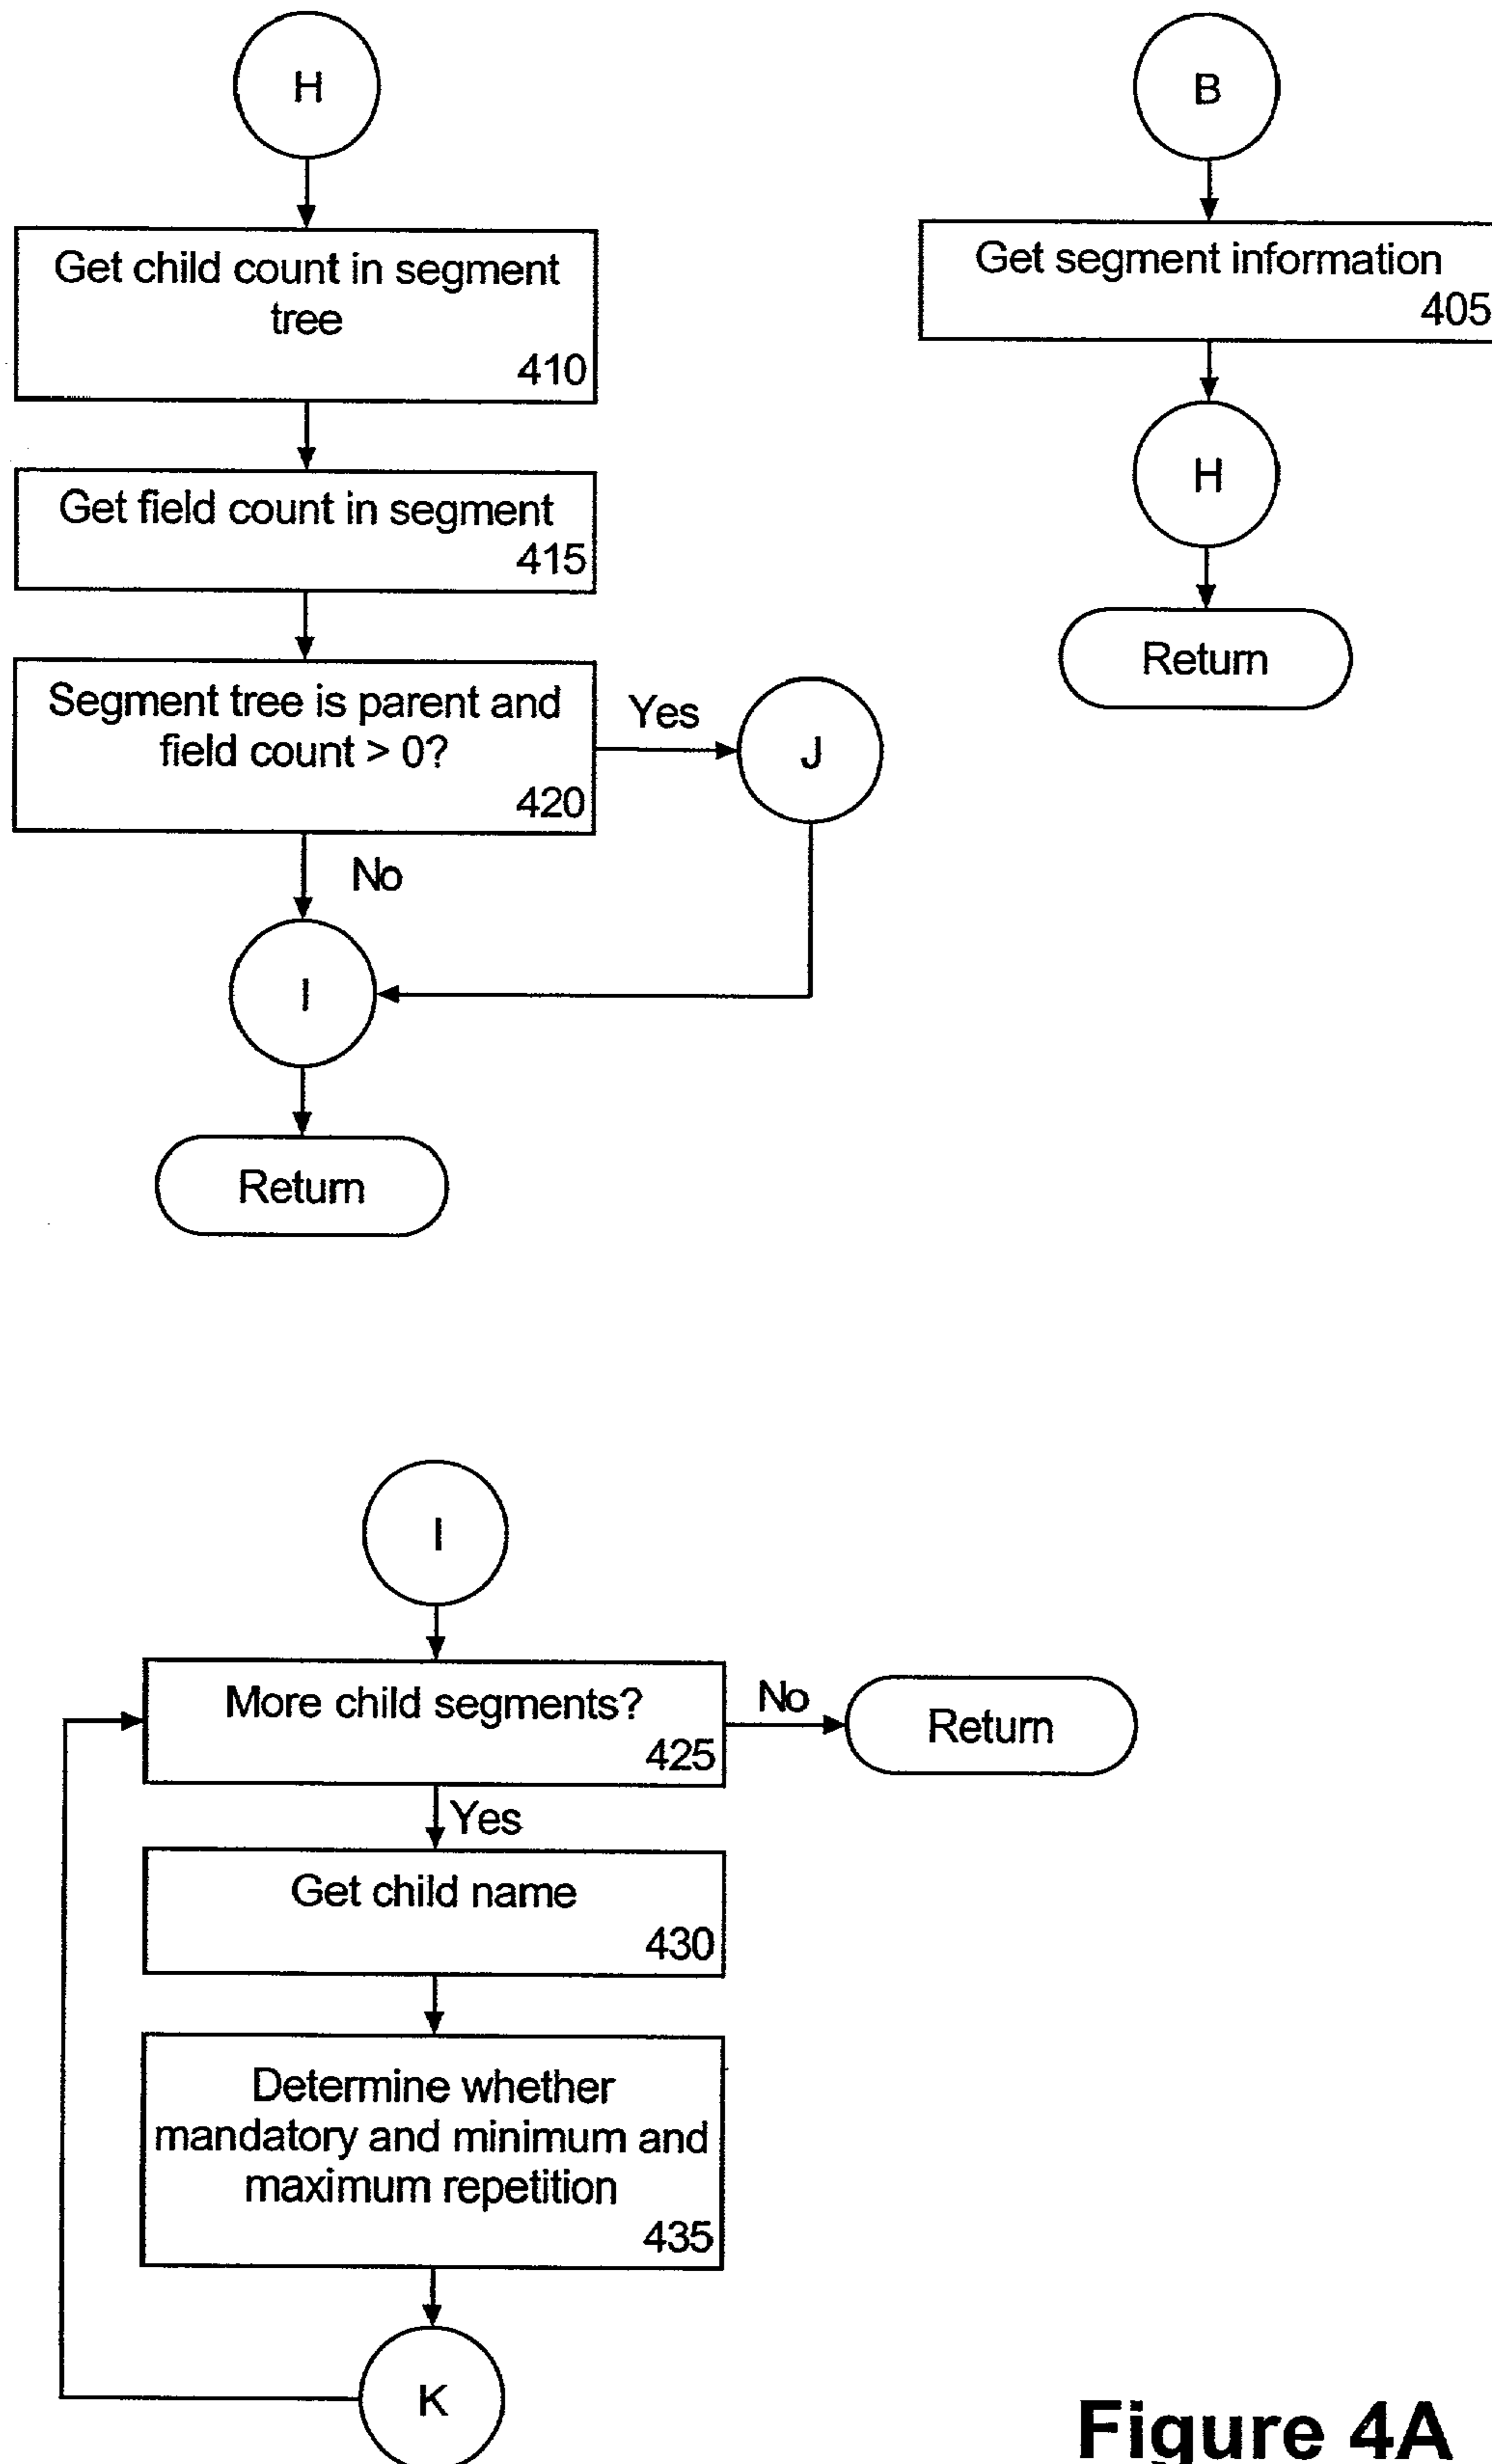 H
Get child count in segment
tree
410
Get field count in segment
415
Segment tree is parent and
field count > 0?
420
Yes
J
No
I
Return
B
Get segment information
405
H
Return
I
More child segments?
425
No
Return
Yes
Get child name
430
Determine whether
mandatory and minimum and
maximum repetition
435
K
Figure 4A